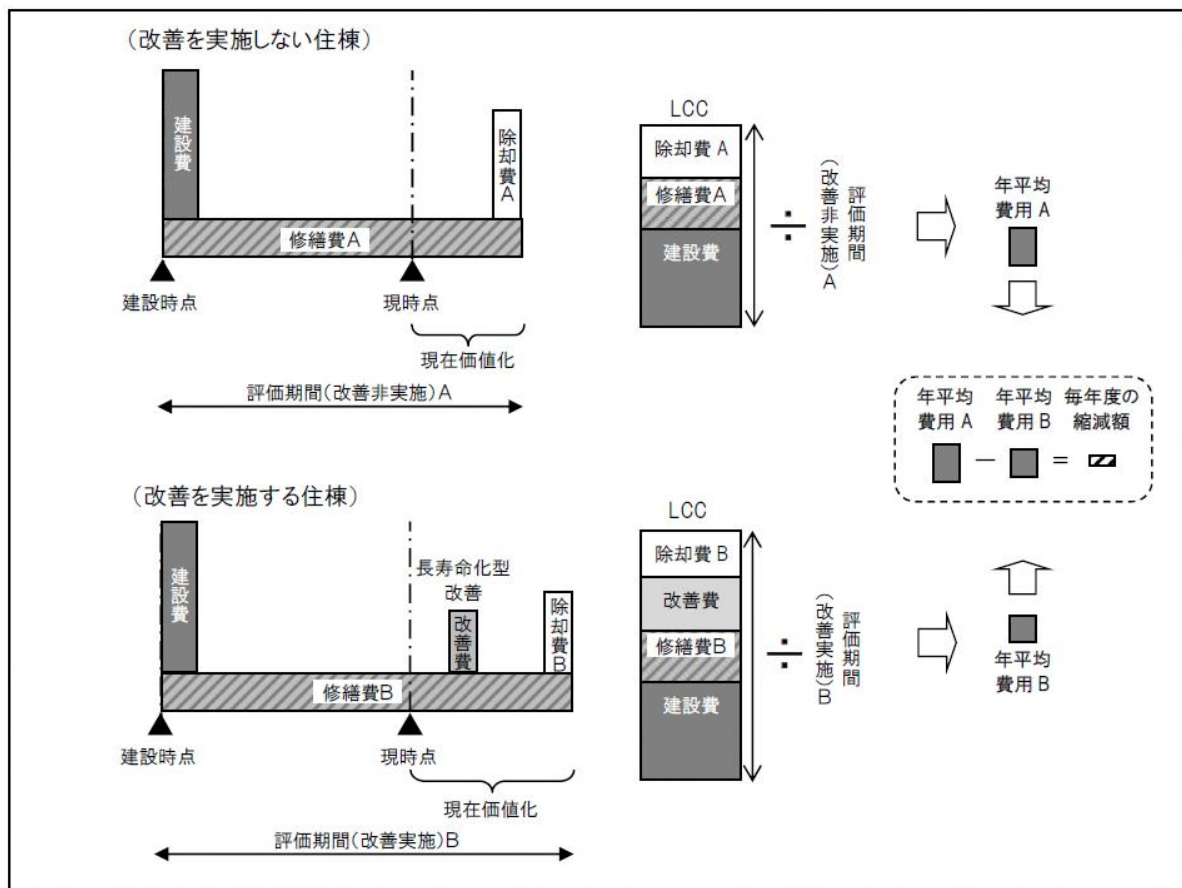 （改善を実施しない住棟）
建設費
除却費A
修繕費A
建設時点
現時点
現在価値化
評価期間(改善非実施)A
LCC
除却費 A
修繕費A
建設費
÷
評価期間
(改善非実施)A
年平均
費用 A
年平均
費用 A
年平均
費用 B
毎年度の
縮減額
－
＝
（改善を実施する住棟）
建設費
長寿命化型
改善
改善費
除却費B
修繕費B
建設時点
現時点
現在価値化
評価期間(改善実施)B
LCC
除却費 B
改善費
修繕費B
建設費
÷
評価期間
(改善実施)B
年平均
費用 B